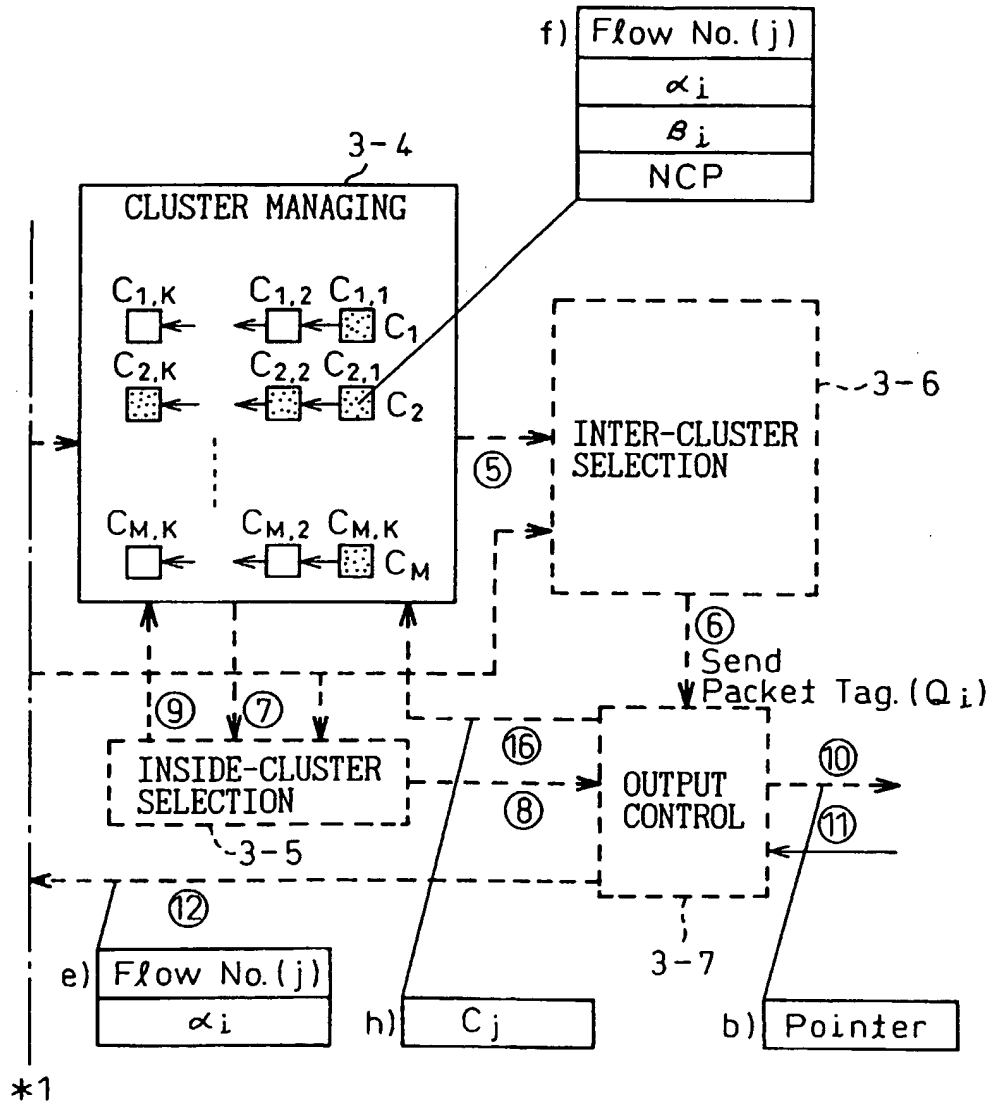 f) Flow No.(j)
αi
βi
NCP
3-4
CLUSTER MANAGING
C1,K C1,2 C1,1
C1
C2,K C2,2 C2,1
C2
CM,K CM,2 CM,K
CM
3-6
INTER-CLUSTER
SELECTION
⑤
⑥
Send
Packet Tag.(Qi)
⑨ ⑦
⑯
⑩
INSIDE-CLUSTER
SELECTION
⑧
OUTPUT
CONTROL
⑪
3-5
⑫
3-7
e) Flow No.(j)
αi
h) Cj
b) Pointer
*1